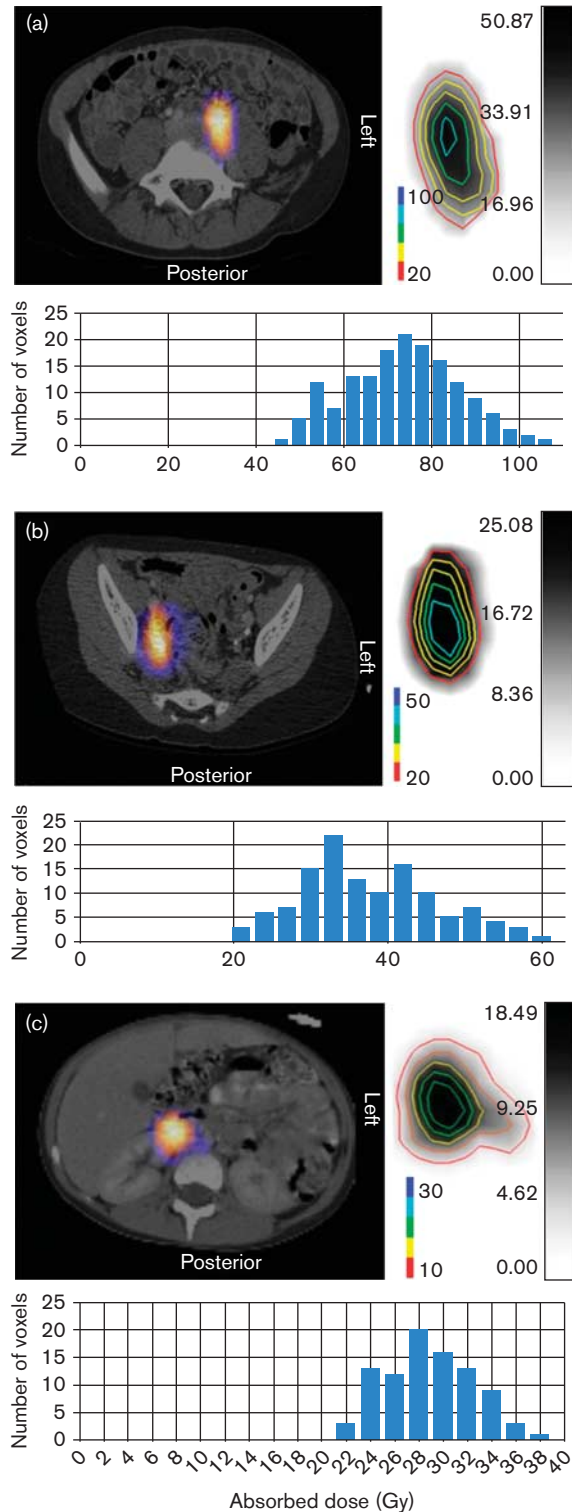 (a)
50.87
33.91
16.96
0.00
100
20
Left
Posterior
Number of voxels
25
20
15
10
5
0
0 20 40 60 80 100
(b)
25.08
16.72
8.36
0.00
50
20
Left
Posterior
Number of voxels
25
20
15
10
5
0
0 20 40 60
(c)
18.49
9.25
4.62
0.00
30
10
Left
Posterior
Number of voxels
25
20
15
10
5
0
0 2 4 6 8 10 12 14 16 18 20 22 24 26 28 30 32 34 36 38 40
Absorbed dose (Gy)